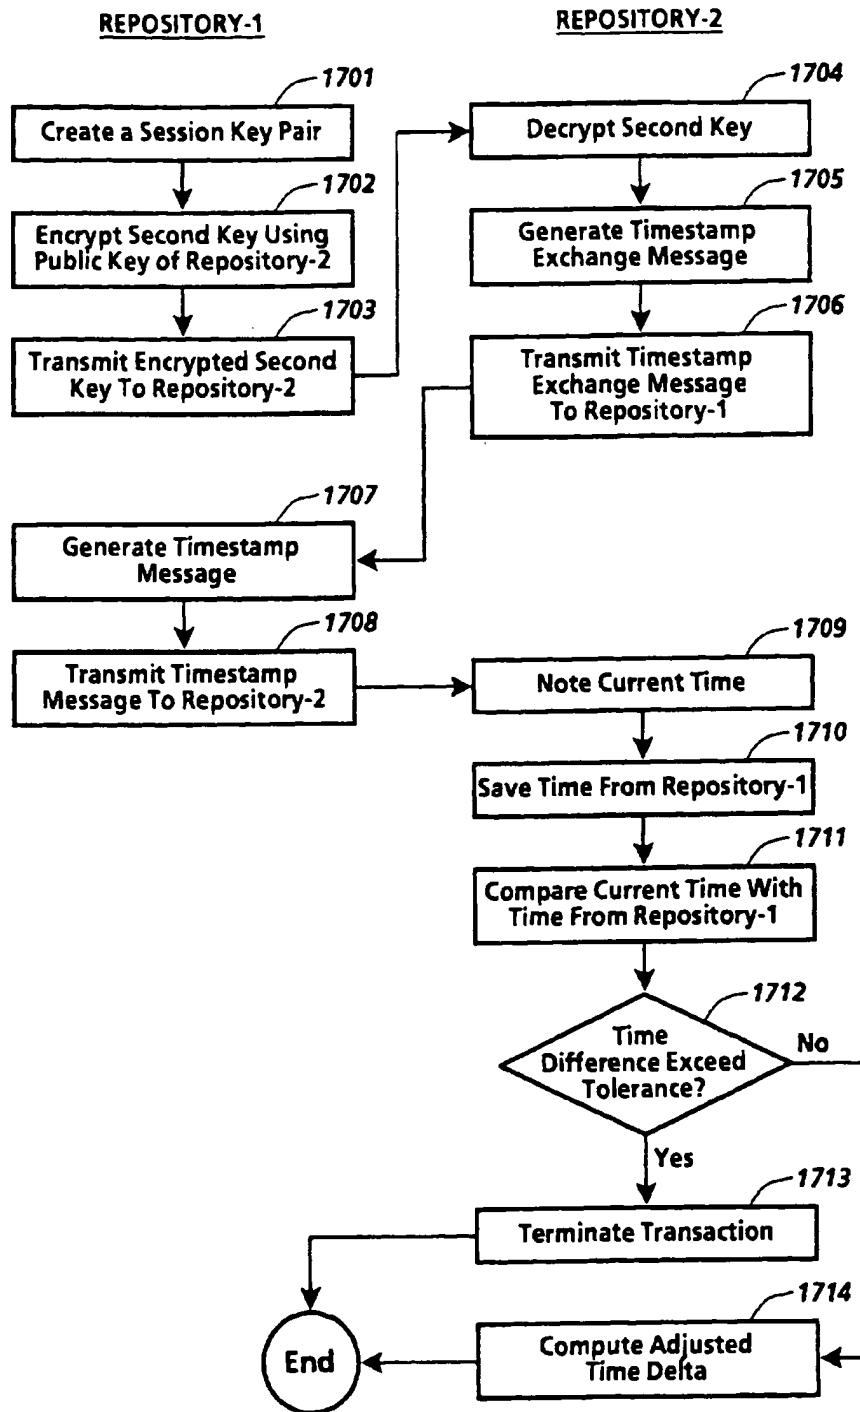 REPOSITORY-1
REPOSITORY-2
1701
Create a Session Key Pair
1702
Encrypt Second Key Using
Public Key of Repository-2
1703
Transmit Encrypted Second
Key To Repository-2
1704
Decrypt Second Key
1705
Generate Timestamp
Exchange Message
1706
Transmit Timestamp
Exchange Message
To Repository-1
1707
Generate Timestamp
Message
1708
Transmit Timestamp
Message To Repository-2
1709
Note Current Time
1710
Save Time From Repository-1
1711
Compare Current Time With
Time From Repository-1
1712
Time
Difference Exceed
Tolerance?
No
Yes
1713
Terminate Transaction
1714
Compute Adjusted
Time Delta
End